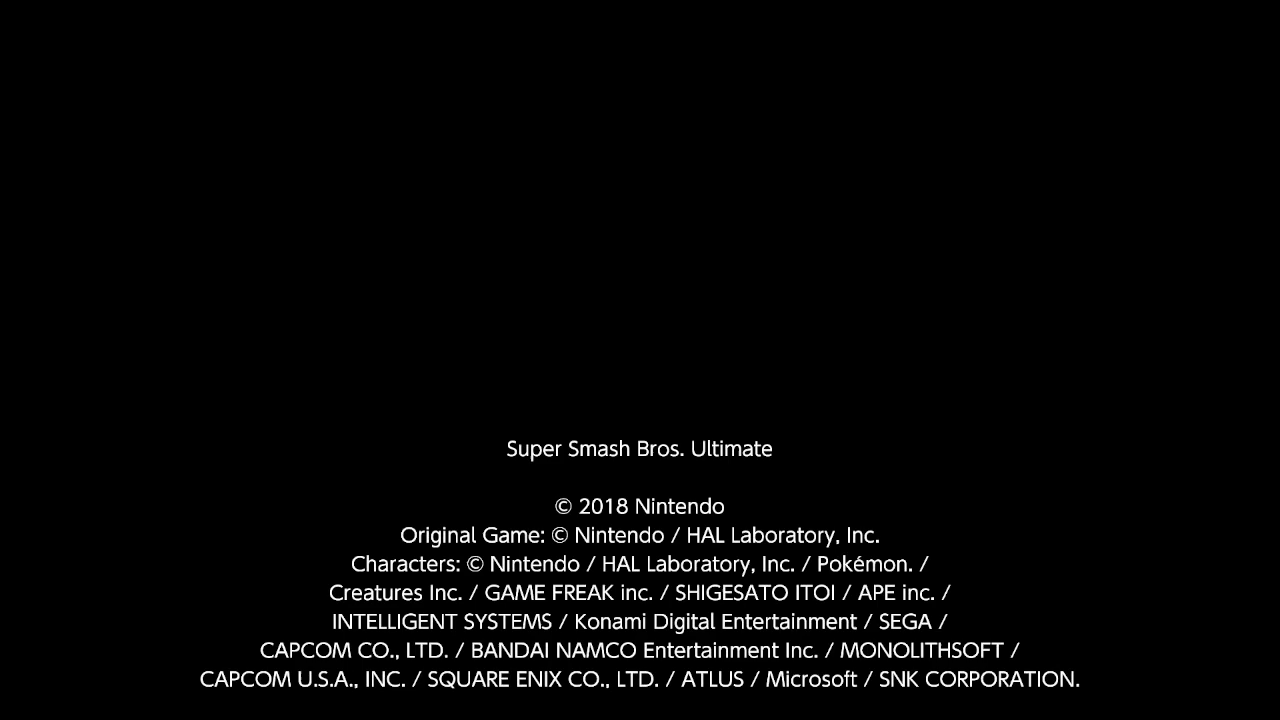 Super Smash Bros. Ultimate
© 2018 Nintendo
Original Game: © Nintendo / HAL Laboratory, Inc.
Characters: © Nintendo / HAL Laboratory, Inc. / Pokémon. /
Creatures Inc. / GAME FREAK inc. / SHIGESATO ITOI / APE inc. /
INTELLIGENT SYSTEMS / Konami Digital Entertainment / SEGA /
CAPCOM CO., LTD. / BANDAI NAMCO Entertainment Inc. / MONOLITHSOFT /
CAPCOM U.S.A., INC. / SQUARE ENIX CO., LTD. / ATLUS / Microsoft / SNK CORPORATION.